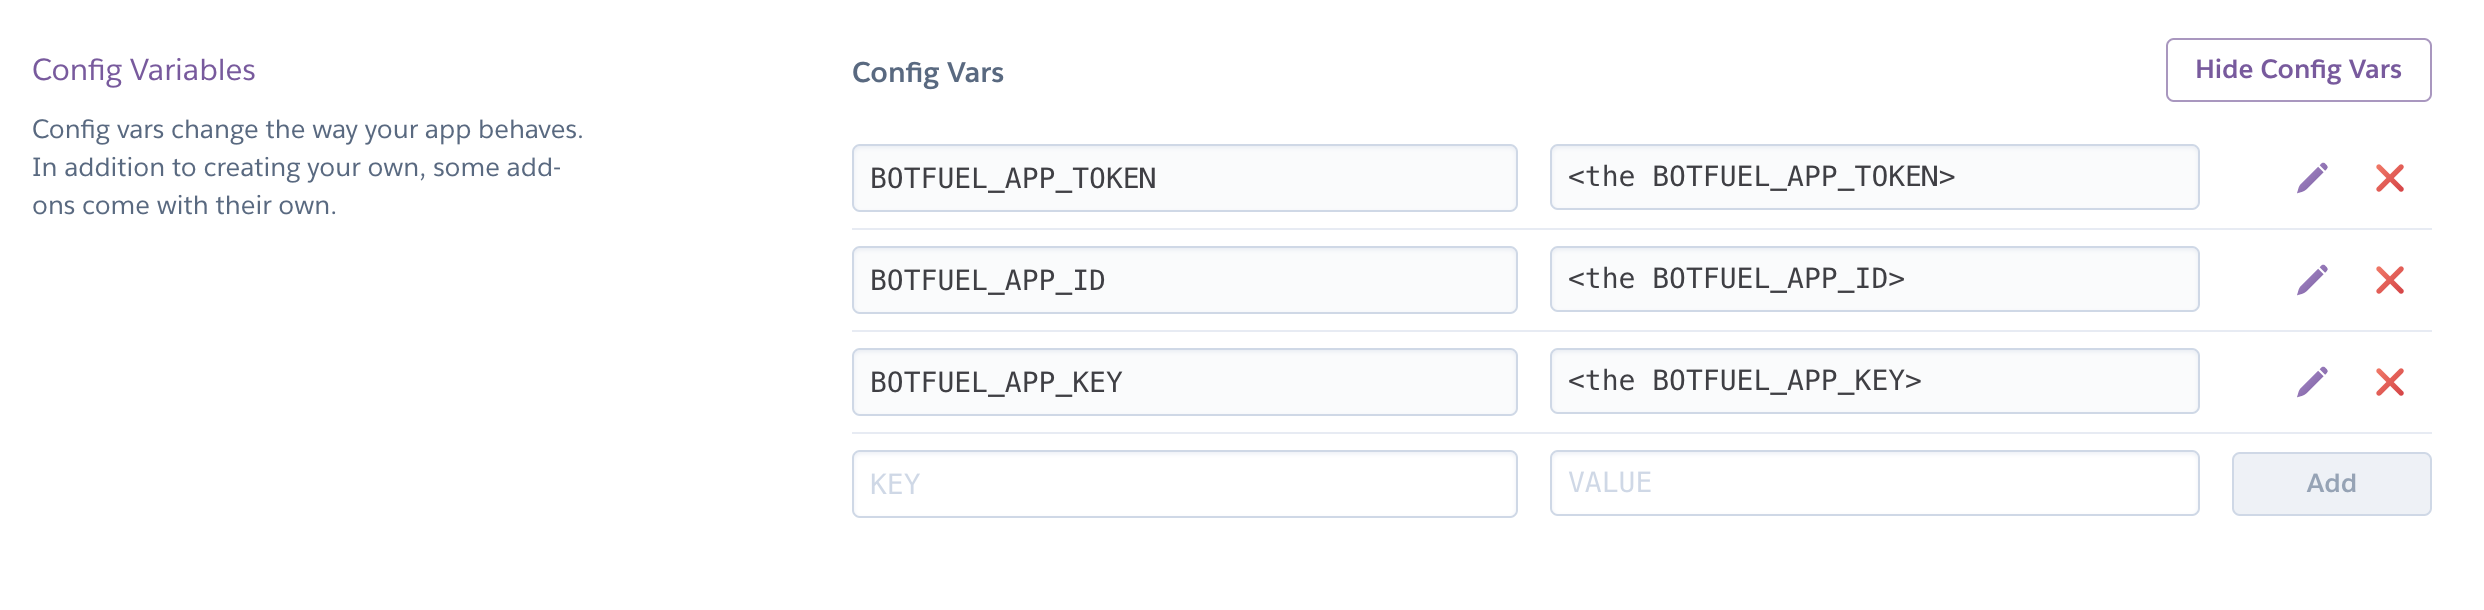 Config Variables
Config vars change the way your app behaves.
In addition to creating your own, some add-
ons come with their own.
Config Vars
Hide Config Vars
BOTFUEL_APP_TOKEN
<the BOTFUEL_APP_TOKEN>
BOTFUEL_APP_ID
<the BOTFUEL_APP_ID>
BOTFUEL_APP_KEY
<the BOTFUEL_APP_KEY>
KEY
VALUE
Add